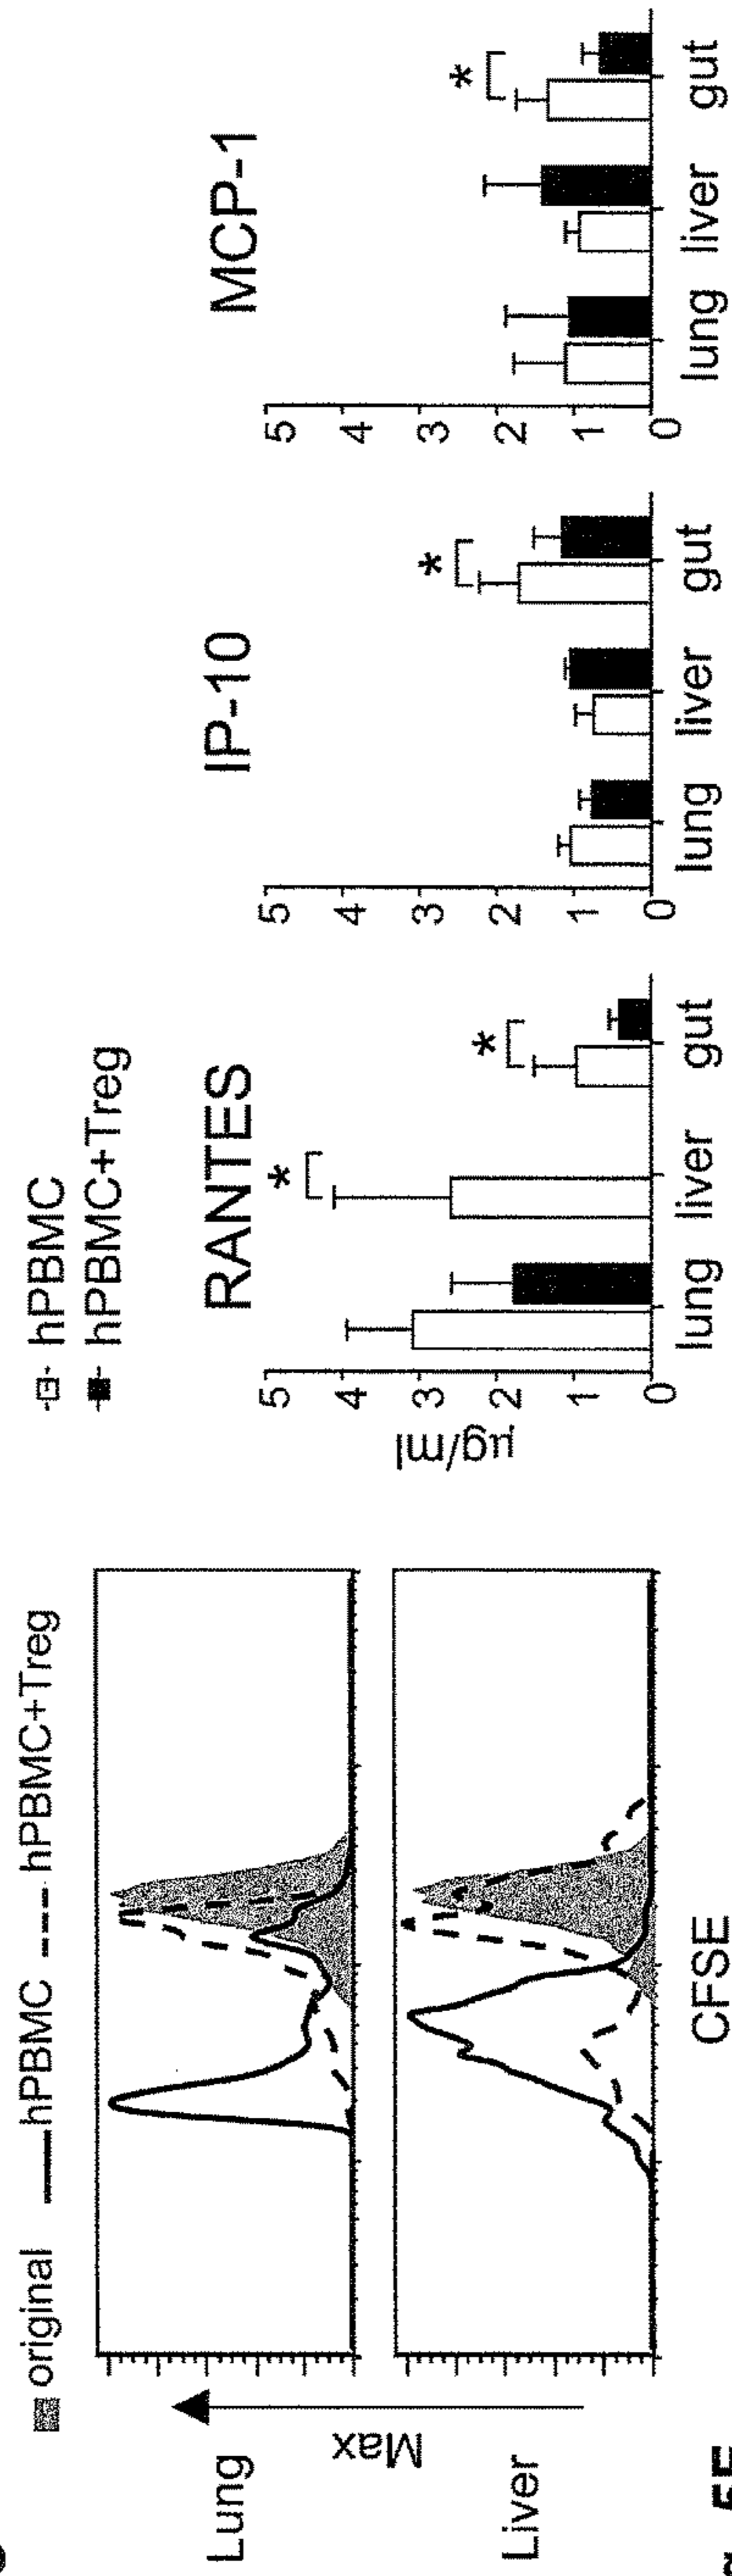 original hPBMC hPBMC+Treg
Lung
Max
Liver
CFSE
hPBMC
hPBMC+Treg
RANTES
µg/ml
5
4
3
2
1
0
lung liver gut
*
*
IP-10
5
4
3
2
1
0
lung liver gut
*
MCP-1
5
4
3
2
1
0
lung liver gut
*